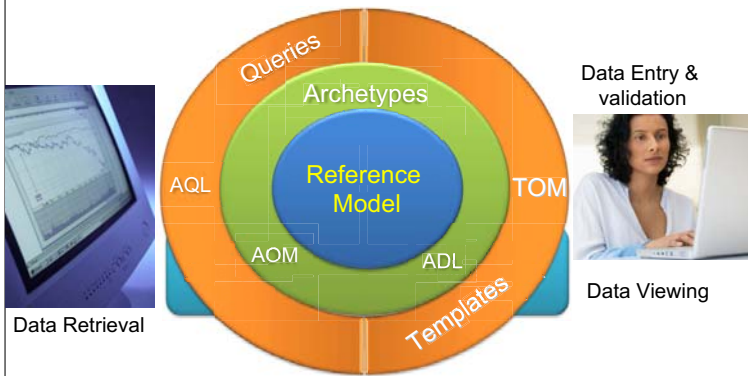 Queries
Archetypes
Data Entry &
validation
Reference
Model
AQL
TOM
AOM
ADL
Templates
Data Retrieval
Data Viewing